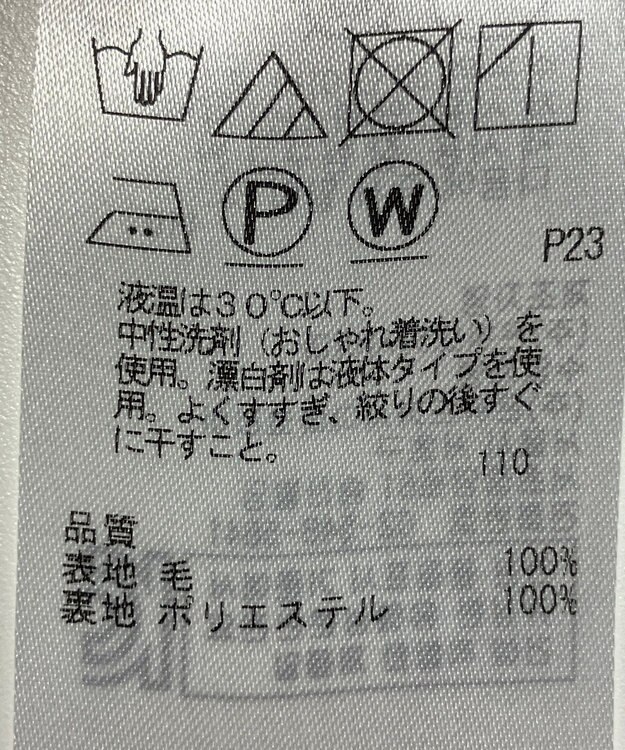 P W P23
液温は30℃以下。
中性洗剤（おしゃれ着洗い）を
使用。漂白剤は液体タイプを使
用。よくすすぎ、絞りの後すぐ
に干すこと。
110
品質
表地 毛 100%
裏地 ポリエステル 100%